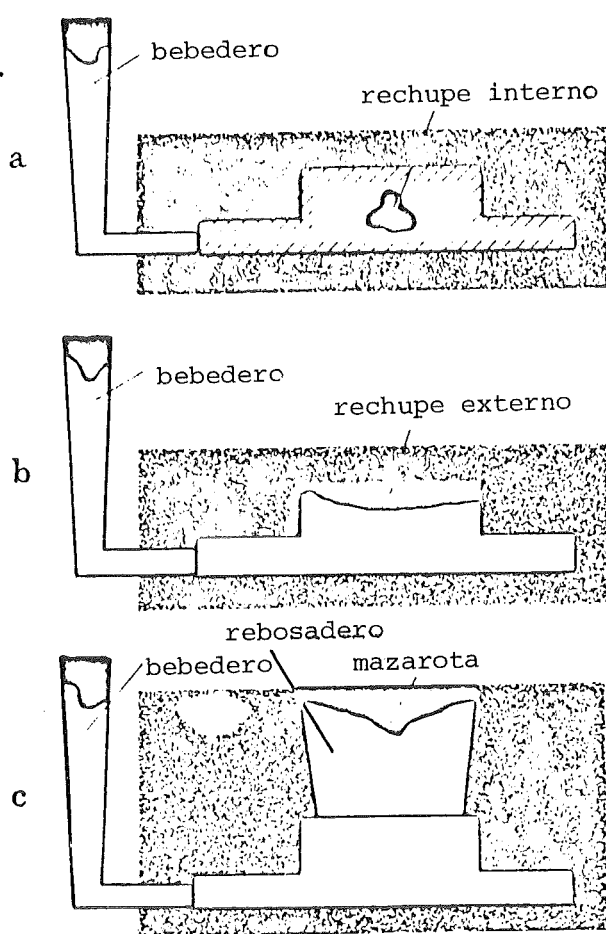 bebedero
rechupe interno
a
bebedero
rechupe externo
b
rebosadero
bebedero
mazarota
c